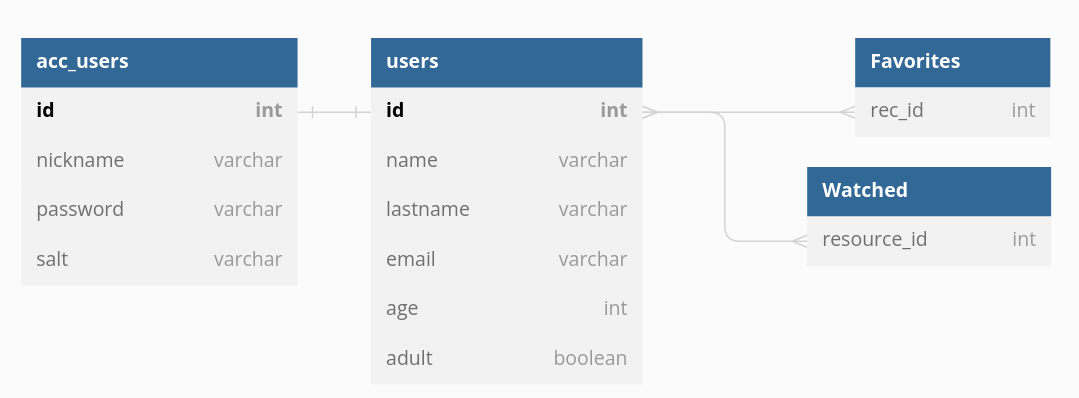 acc_users
id int
nickname varchar
password varchar
salt varchar
users
id int
name varchar
lastname varchar
email varchar
age int
adult boolean
Favorites
rec_id int
Watched
resource_id int